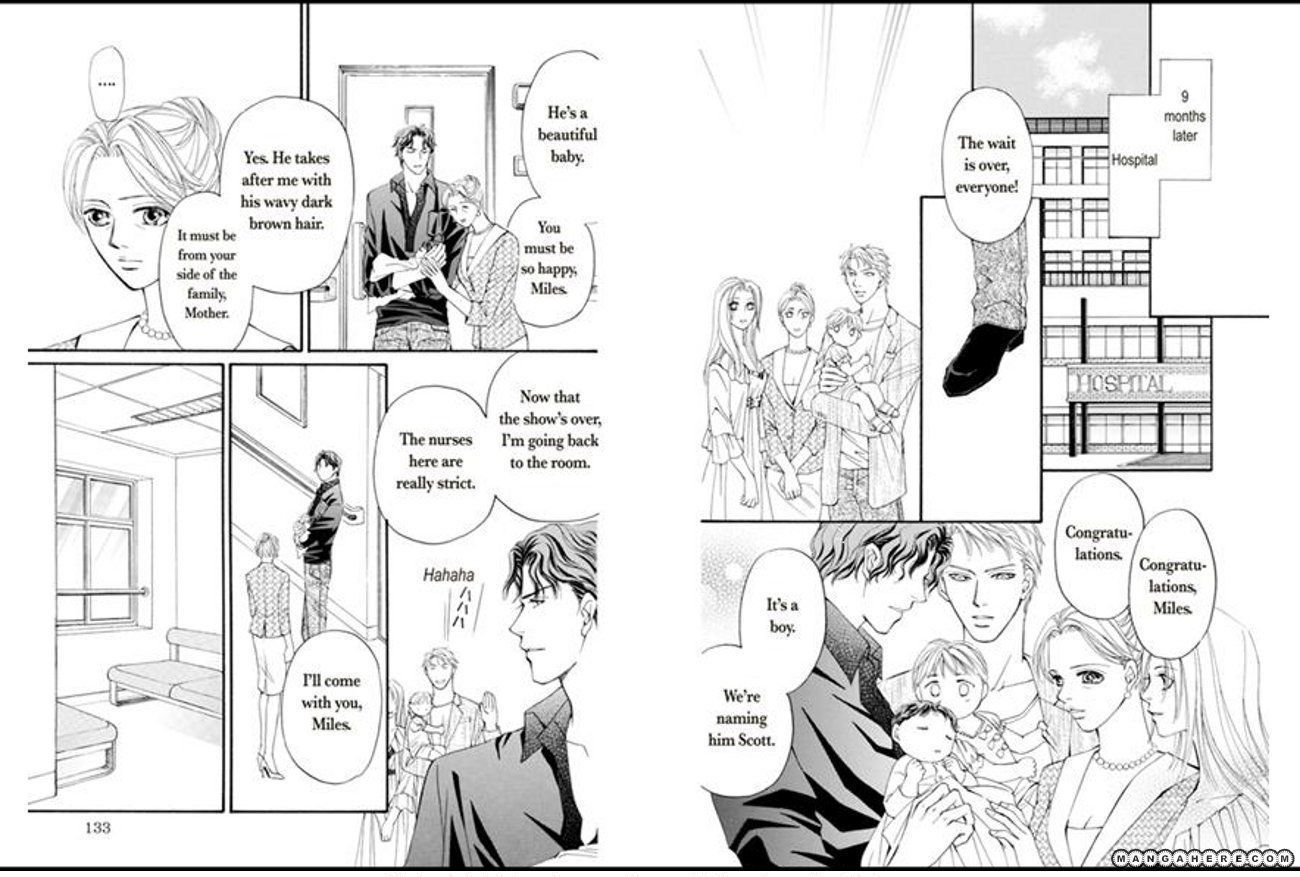 9
months
later
Hospital
The wait
is over,
everyone!
HOSPITAL
Congratu-
lations.
Congratu-
lations,
Miles.
It's a
boy.
We're
naming
him Scott.
He's a
beautiful
baby.
You
must be
so happy,
Miles.
Yes. He takes
after me with
his wavy dark
brown hair.
It must be
from your
side of the
family,
Mother.
....
Now that
the show's over,
I'm going back
to the room.
The nurses
here are
really strict.
Hahaha
I'll come
with you,
Miles.
133
MANGAHERE.COM